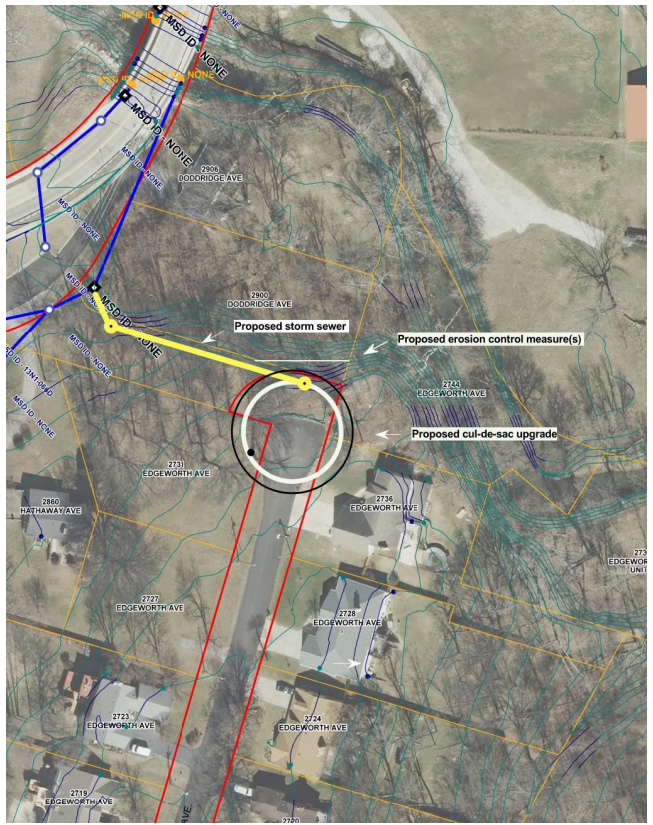 MSD ID - NONE
MSD ID - NONE
MSD ID - NONE
2906
DODDRIDGE AVE
MSD ID - NONE
MSD ID - NONE
2900
DODDRIDGE AVE
Proposed storm sewer
Proposed erosion control measure(s)
MSD ID - NONE
2744
EDGEWORTH AVE
Proposed cul-de-sac upgrade
2731
EDGEWORTH AVE
2736
EDGEWORTH AVE
2860
HATHAWAY AVE
MSD ID - NONE
2727
EDGEWORTH AVE
2728
EDGEWORTH AVE
2723
EDGEWORTH AVE
2724
EDGEWORTH AVE
2719
EDGEWORTH AVE
2720
AVE.